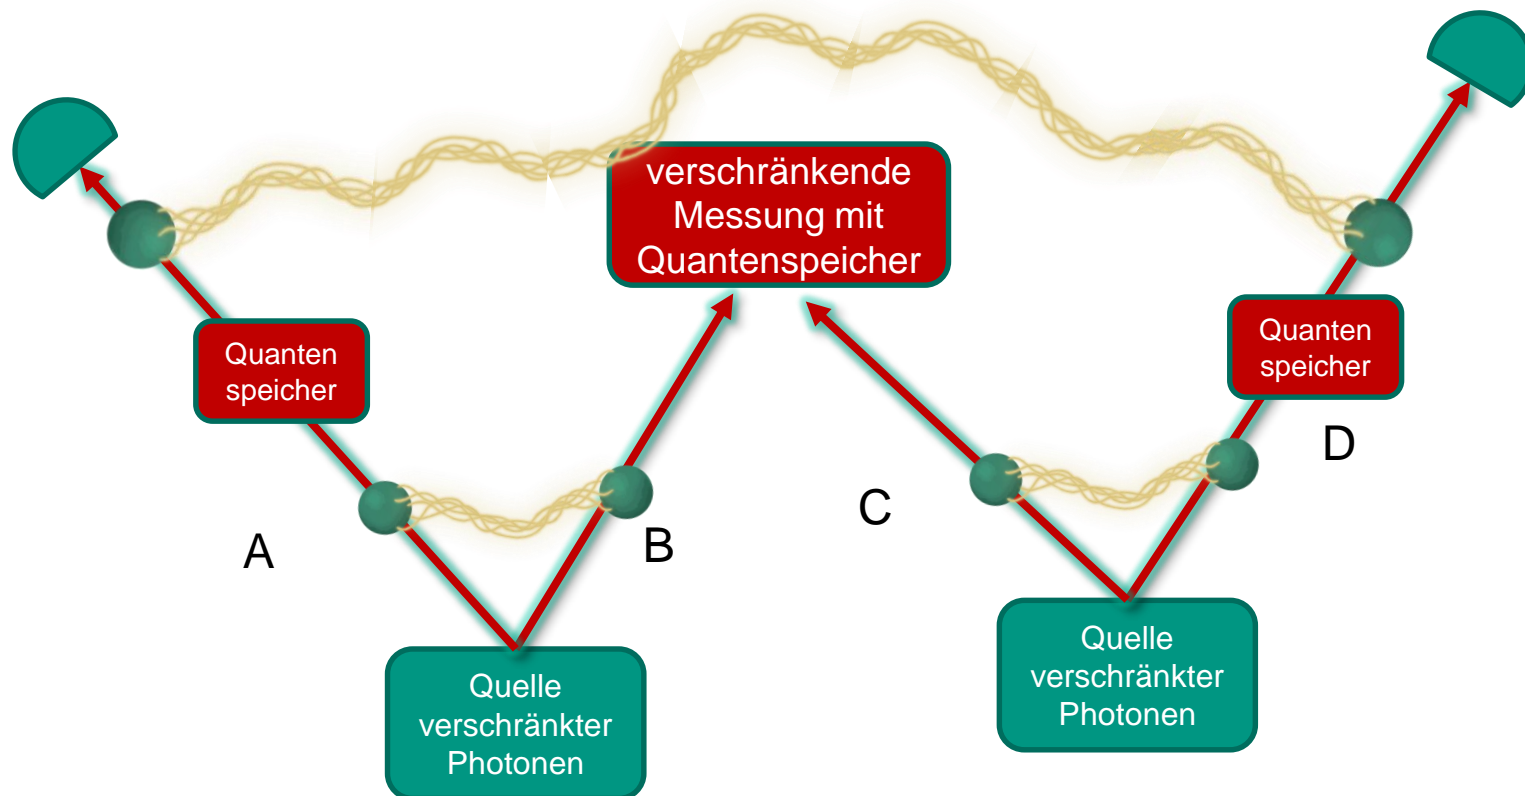 verschränkende
Messung mit
Quantenspeicher
Quanten
speicher
Quanten
speicher
A
B
C
D
Quelle
verschränkter
Photonen
Quelle
verschränkter
Photonen